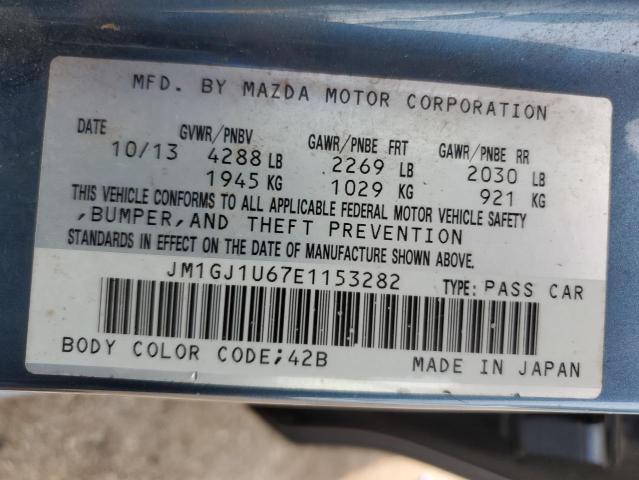 MFD. BY MAZDA MOTOR CORPORATION
DATE GVWR/PNBV GAWR/PNBE FRT GAWR/PNBE RR
10/13 4288 LB 2269 LB 2030 LB
1945 KG 1029 KG 921 KG
THIS VEHICLE CONFORMS TO ALL APPLICABLE FEDERAL MOTOR VEHICLE SAFETY
,BUMPER,AND THEFT PREVENTION
STANDARDS IN EFFECT ON THE DATE OF MANUFACTURE SHOWN ABOVE.
JM1GJ1U67E1153282 TYPE: PASS CAR
BODY COLOR CODE;42B MADE IN JAPAN